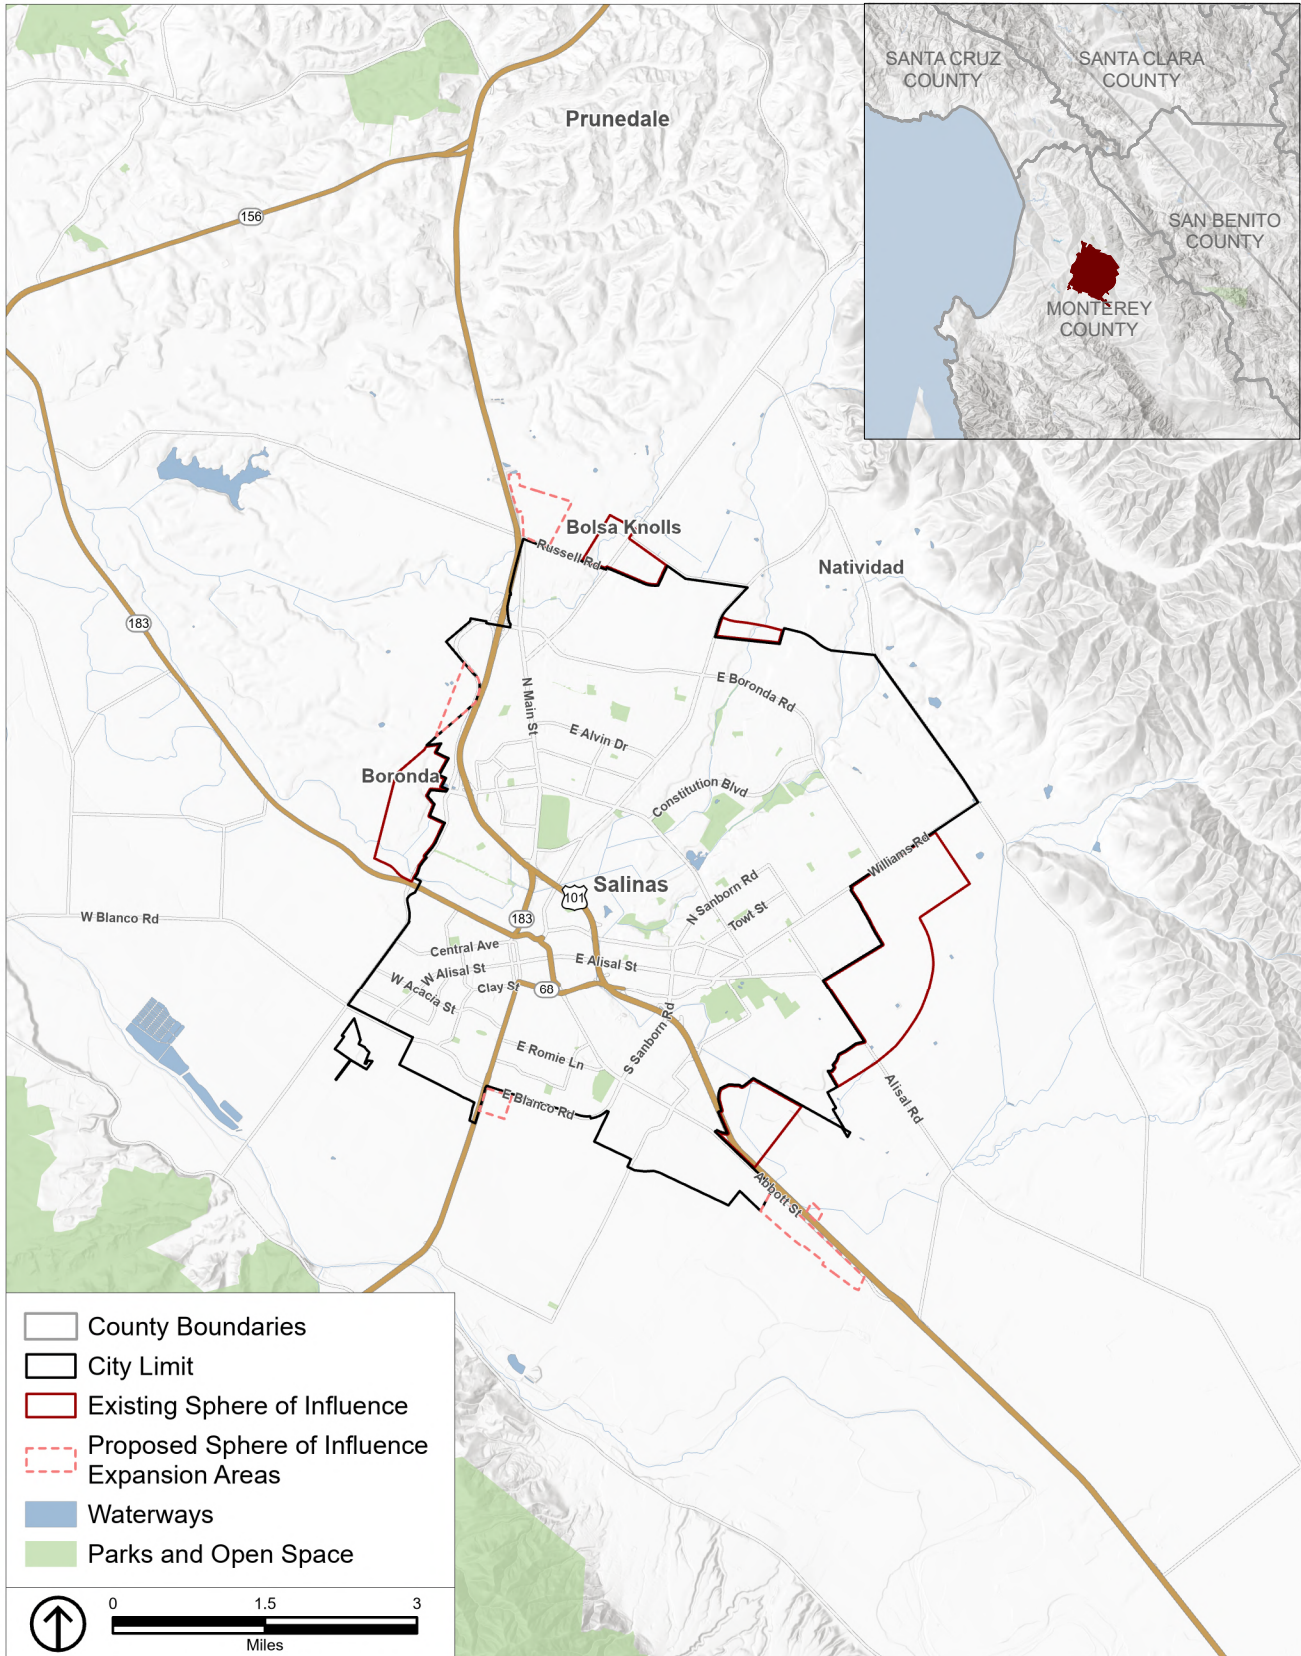 Prunedale
SANTA CRUZ
COUNTY
SANTA CLARA
COUNTY
SAN BENITO
COUNTY
MONTEREY
COUNTY
156
Bolsa Knolls
Russell Rd
Natividad
183
E Boronda Rd
N Main St
E Alvin Dr
Boronda
Constitution Blvd
Williams Rd
Salinas
101
N Sanborn Rd
W Blanco Rd
183
Towt St
Central Ave
W Alisal St
E Alisal St
W Acacia St
Clay St
68
S Sanborn Rd
E Romie Ln
E Blanco Rd
Alisal Rd
Abbott St
County Boundaries
City Limit
Existing Sphere of Influence
Proposed Sphere of Influence
Expansion Areas
Waterways
Parks and Open Space
0 1.5 3
Miles